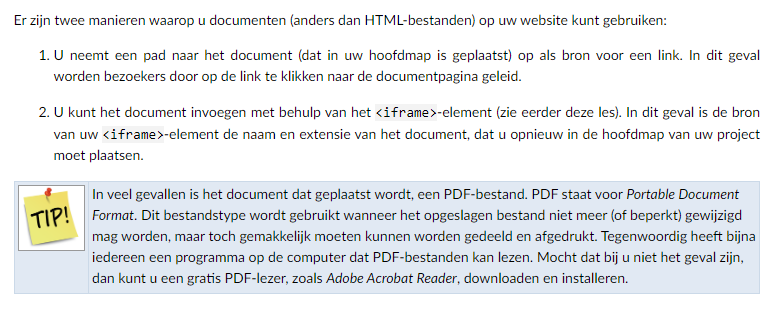 Er zijn twee manieren waarop u documenten (anders dan HTML-bestanden) op uw website kunt gebruiken:
1. U neemt een pad naar het document (dat in uw hoofdmap is geplaatst) op als bron voor een link. In dit geval
worden bezoekers door op de link te klikken naar de documentpagina geleid.
2. U kunt het document invoegen met behulp van het <iframe>-element (zie eerder deze les). In dit geval is de bron
van uw <iframe>-element de naam en extensie van het document, dat u opnieuw in de hoofdmap van uw project
moet plaatsen.
TIP!
In veel gevallen is het document dat geplaatst wordt, een PDF-bestand. PDF staat voor Portable Document
Format. Dit bestandstype wordt gebruikt wanneer het opgeslagen bestand niet meer (of beperkt) gewijzigd
mag worden, maar toch gemakkelijk moeten kunnen worden gedeeld en afgedrukt. Tegenwoordig heeft bijna
iedereen een programma op de computer dat PDF-bestanden kan lezen. Mocht dat bij u niet het geval zijn,
dan kunt u een gratis PDF-lezer, zoals Adobe Acrobat Reader, downloaden en installeren.